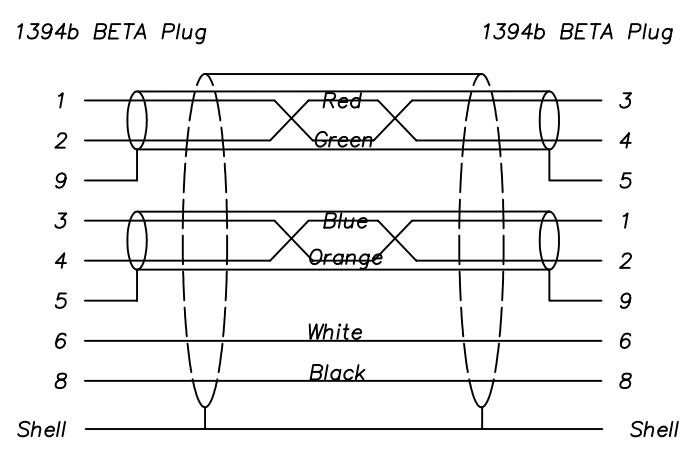 1394b BETA Plug 1394b BETA Plug
1 Red 3
2 Green 4
9 5
3 Blue 1
4 Orange 2
5 9
6 White 6
8 Black 8
Shell Shell